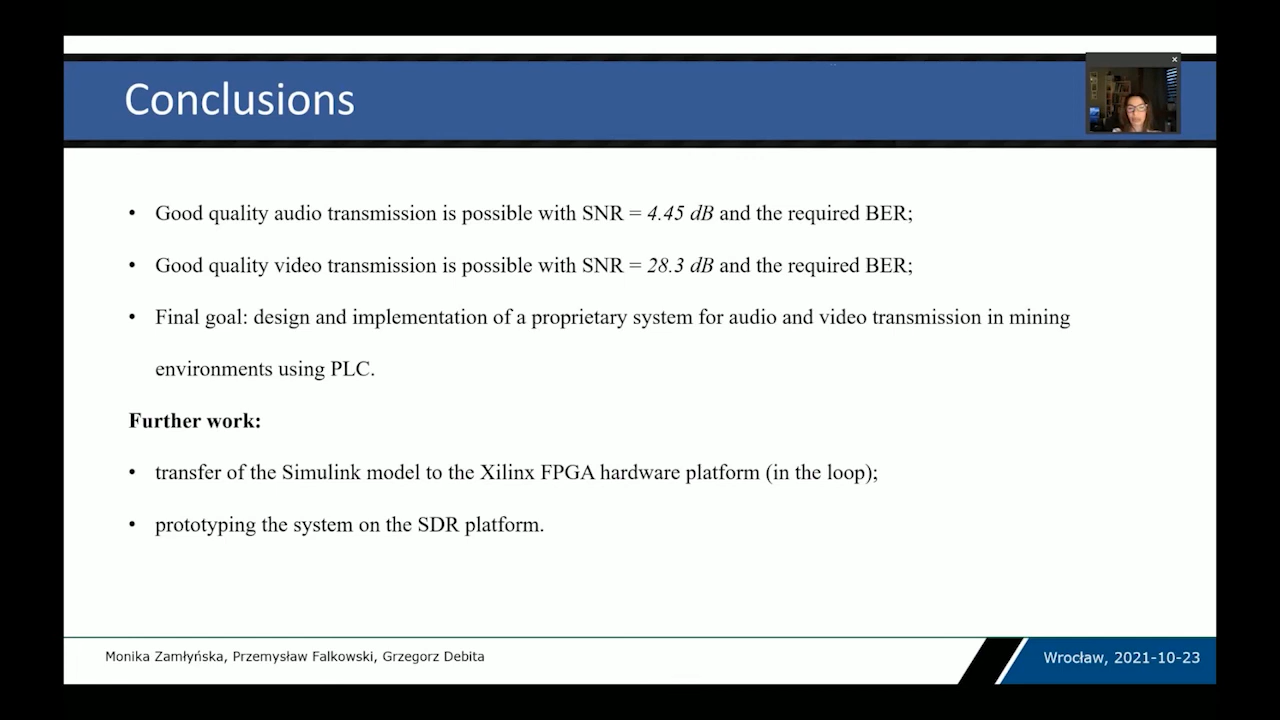 Conclusions
• Good quality audio transmission is possible with SNR = 4.45 dB and the required BER;
• Good quality video transmission is possible with SNR = 28.3 dB and the required BER;
• Final goal: design and implementation of a proprietary system for audio and video transmission in mining
environments using PLC.
Further work:
• transfer of the Simulink model to the Xilinx FPGA hardware platform (in the loop);
• prototyping the system on the SDR platform.
Monika Zamłyńska, Przemysław Falkowski, Grzegorz Debita
Wrocław, 2021-10-23